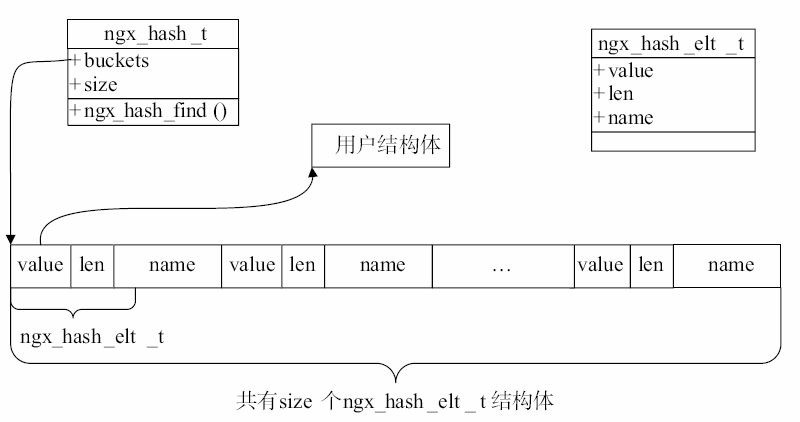 ngx_hash_t
+buckets
+size
+ngx_hash_find ()
ngx_hash_elt_t
+value
+len
+name
用户结构体
value len name value len name … value len name
ngx_hash_elt_t
共有size 个ngx_hash_elt_t 结构体